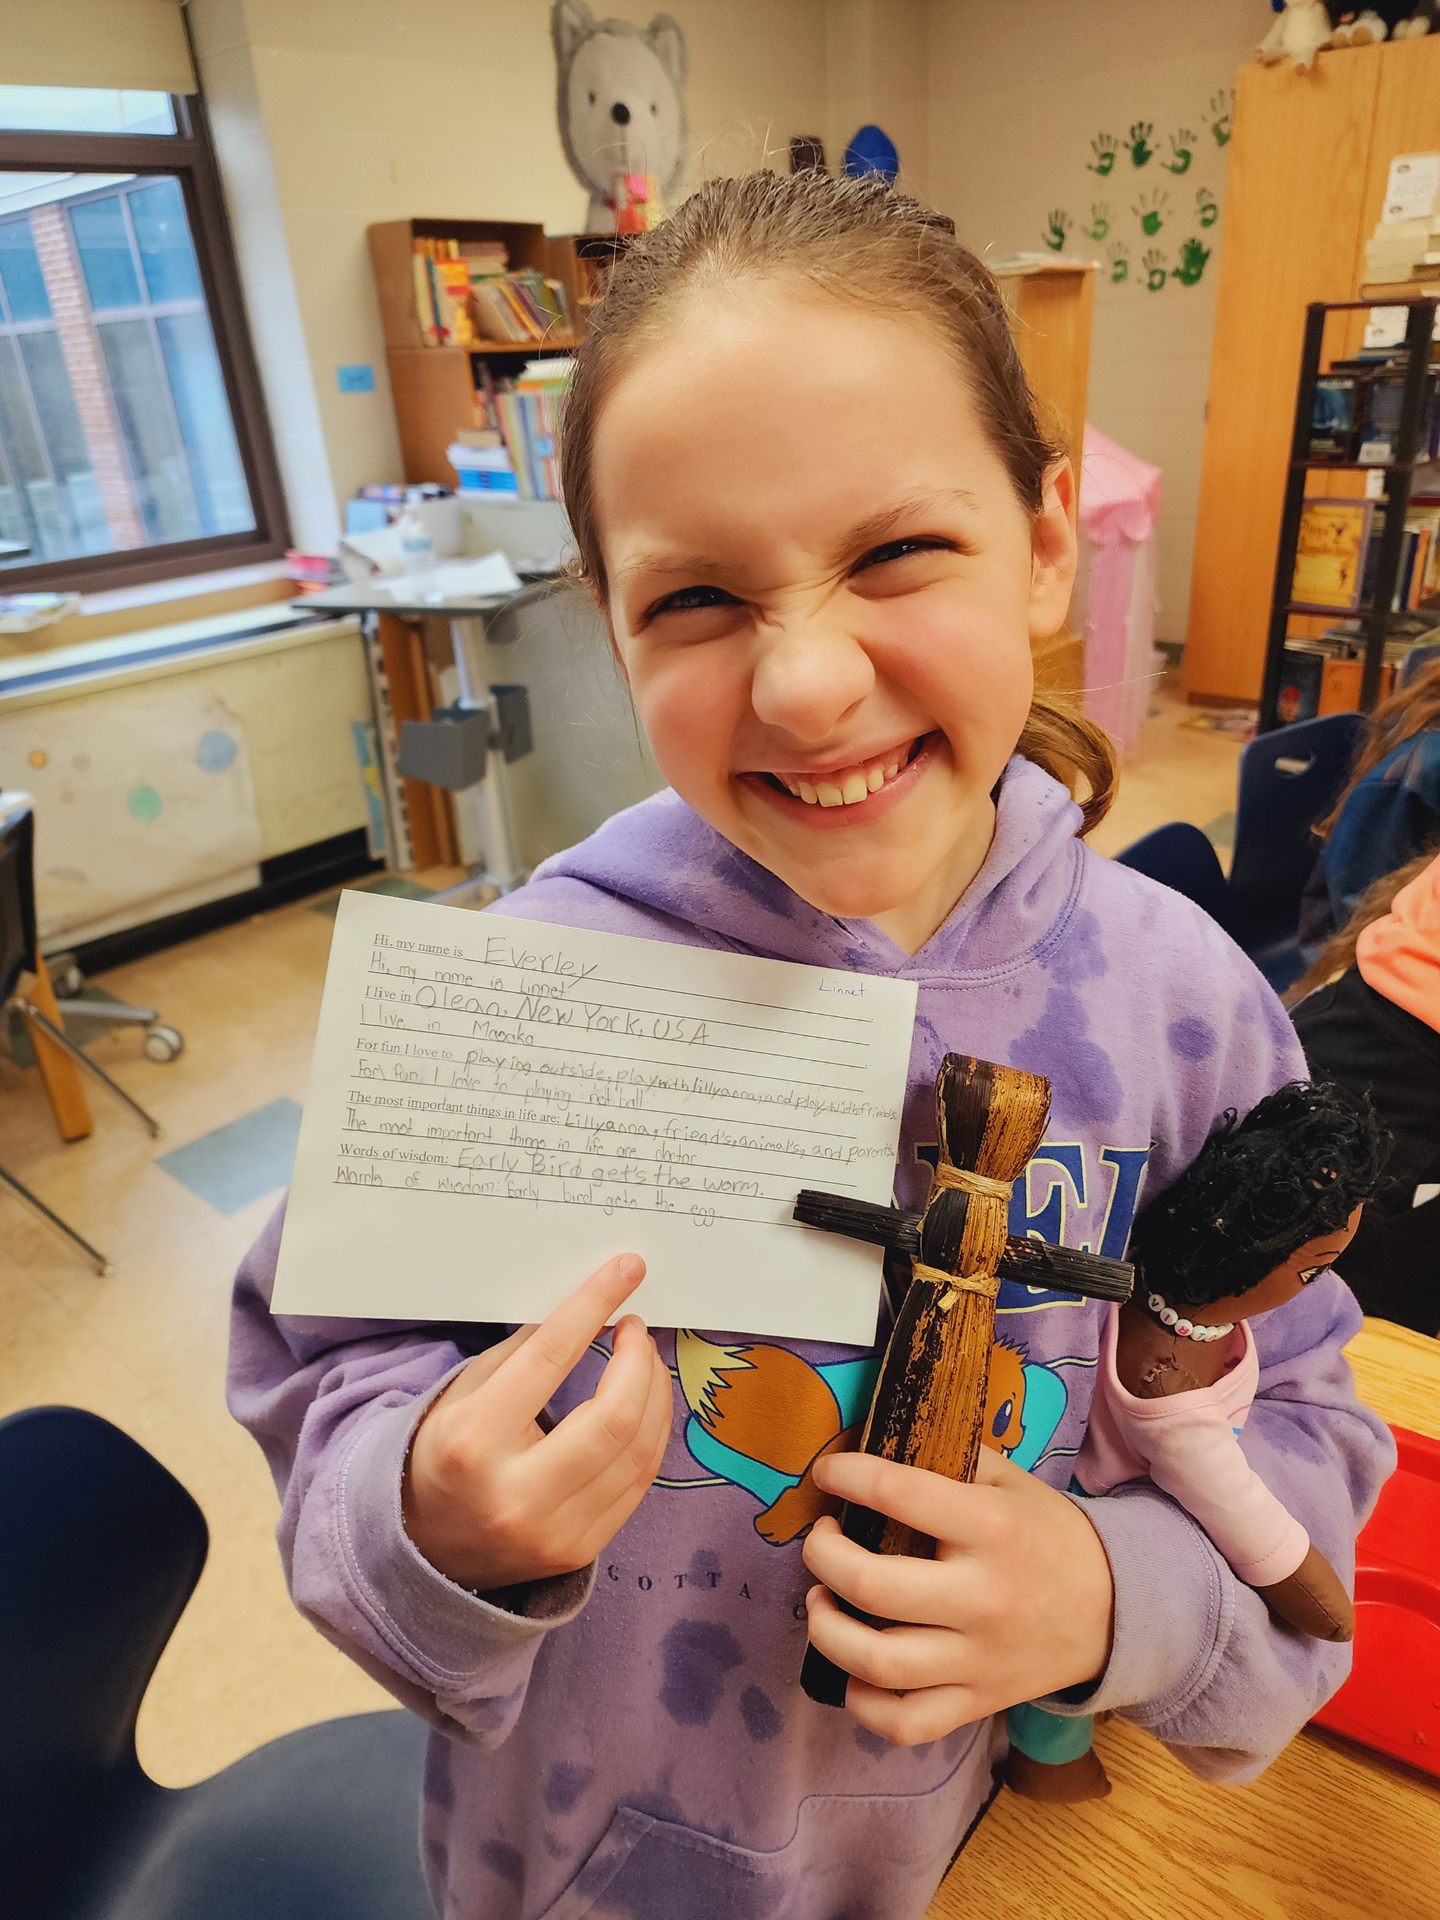 Hi, my name is Everley
Hi, my name is Linnet
Linnet
I live in Olean, New York, USA
I live in Masaka
For fun I love to playing outside, play with lillyanna, and play with friends
For fun I love to playing net ball.
The most important things in life are: Lillyanna, friend's, animal's, and Parents
The most important things in life are doctor.
Words of wisdom: Early Bird get's the worm.
Words of wisdom: Early bird gets the egg.
GOTTA